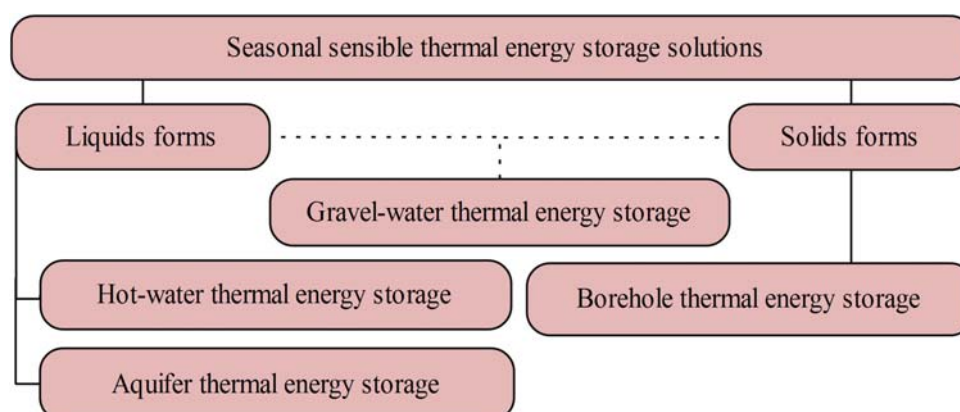 Seasonal sensible thermal energy storage solutions
Liquids forms
Solids forms
Gravel-water thermal energy storage
Hot-water thermal energy storage
Borehole thermal energy storage
Aquifer thermal energy storage